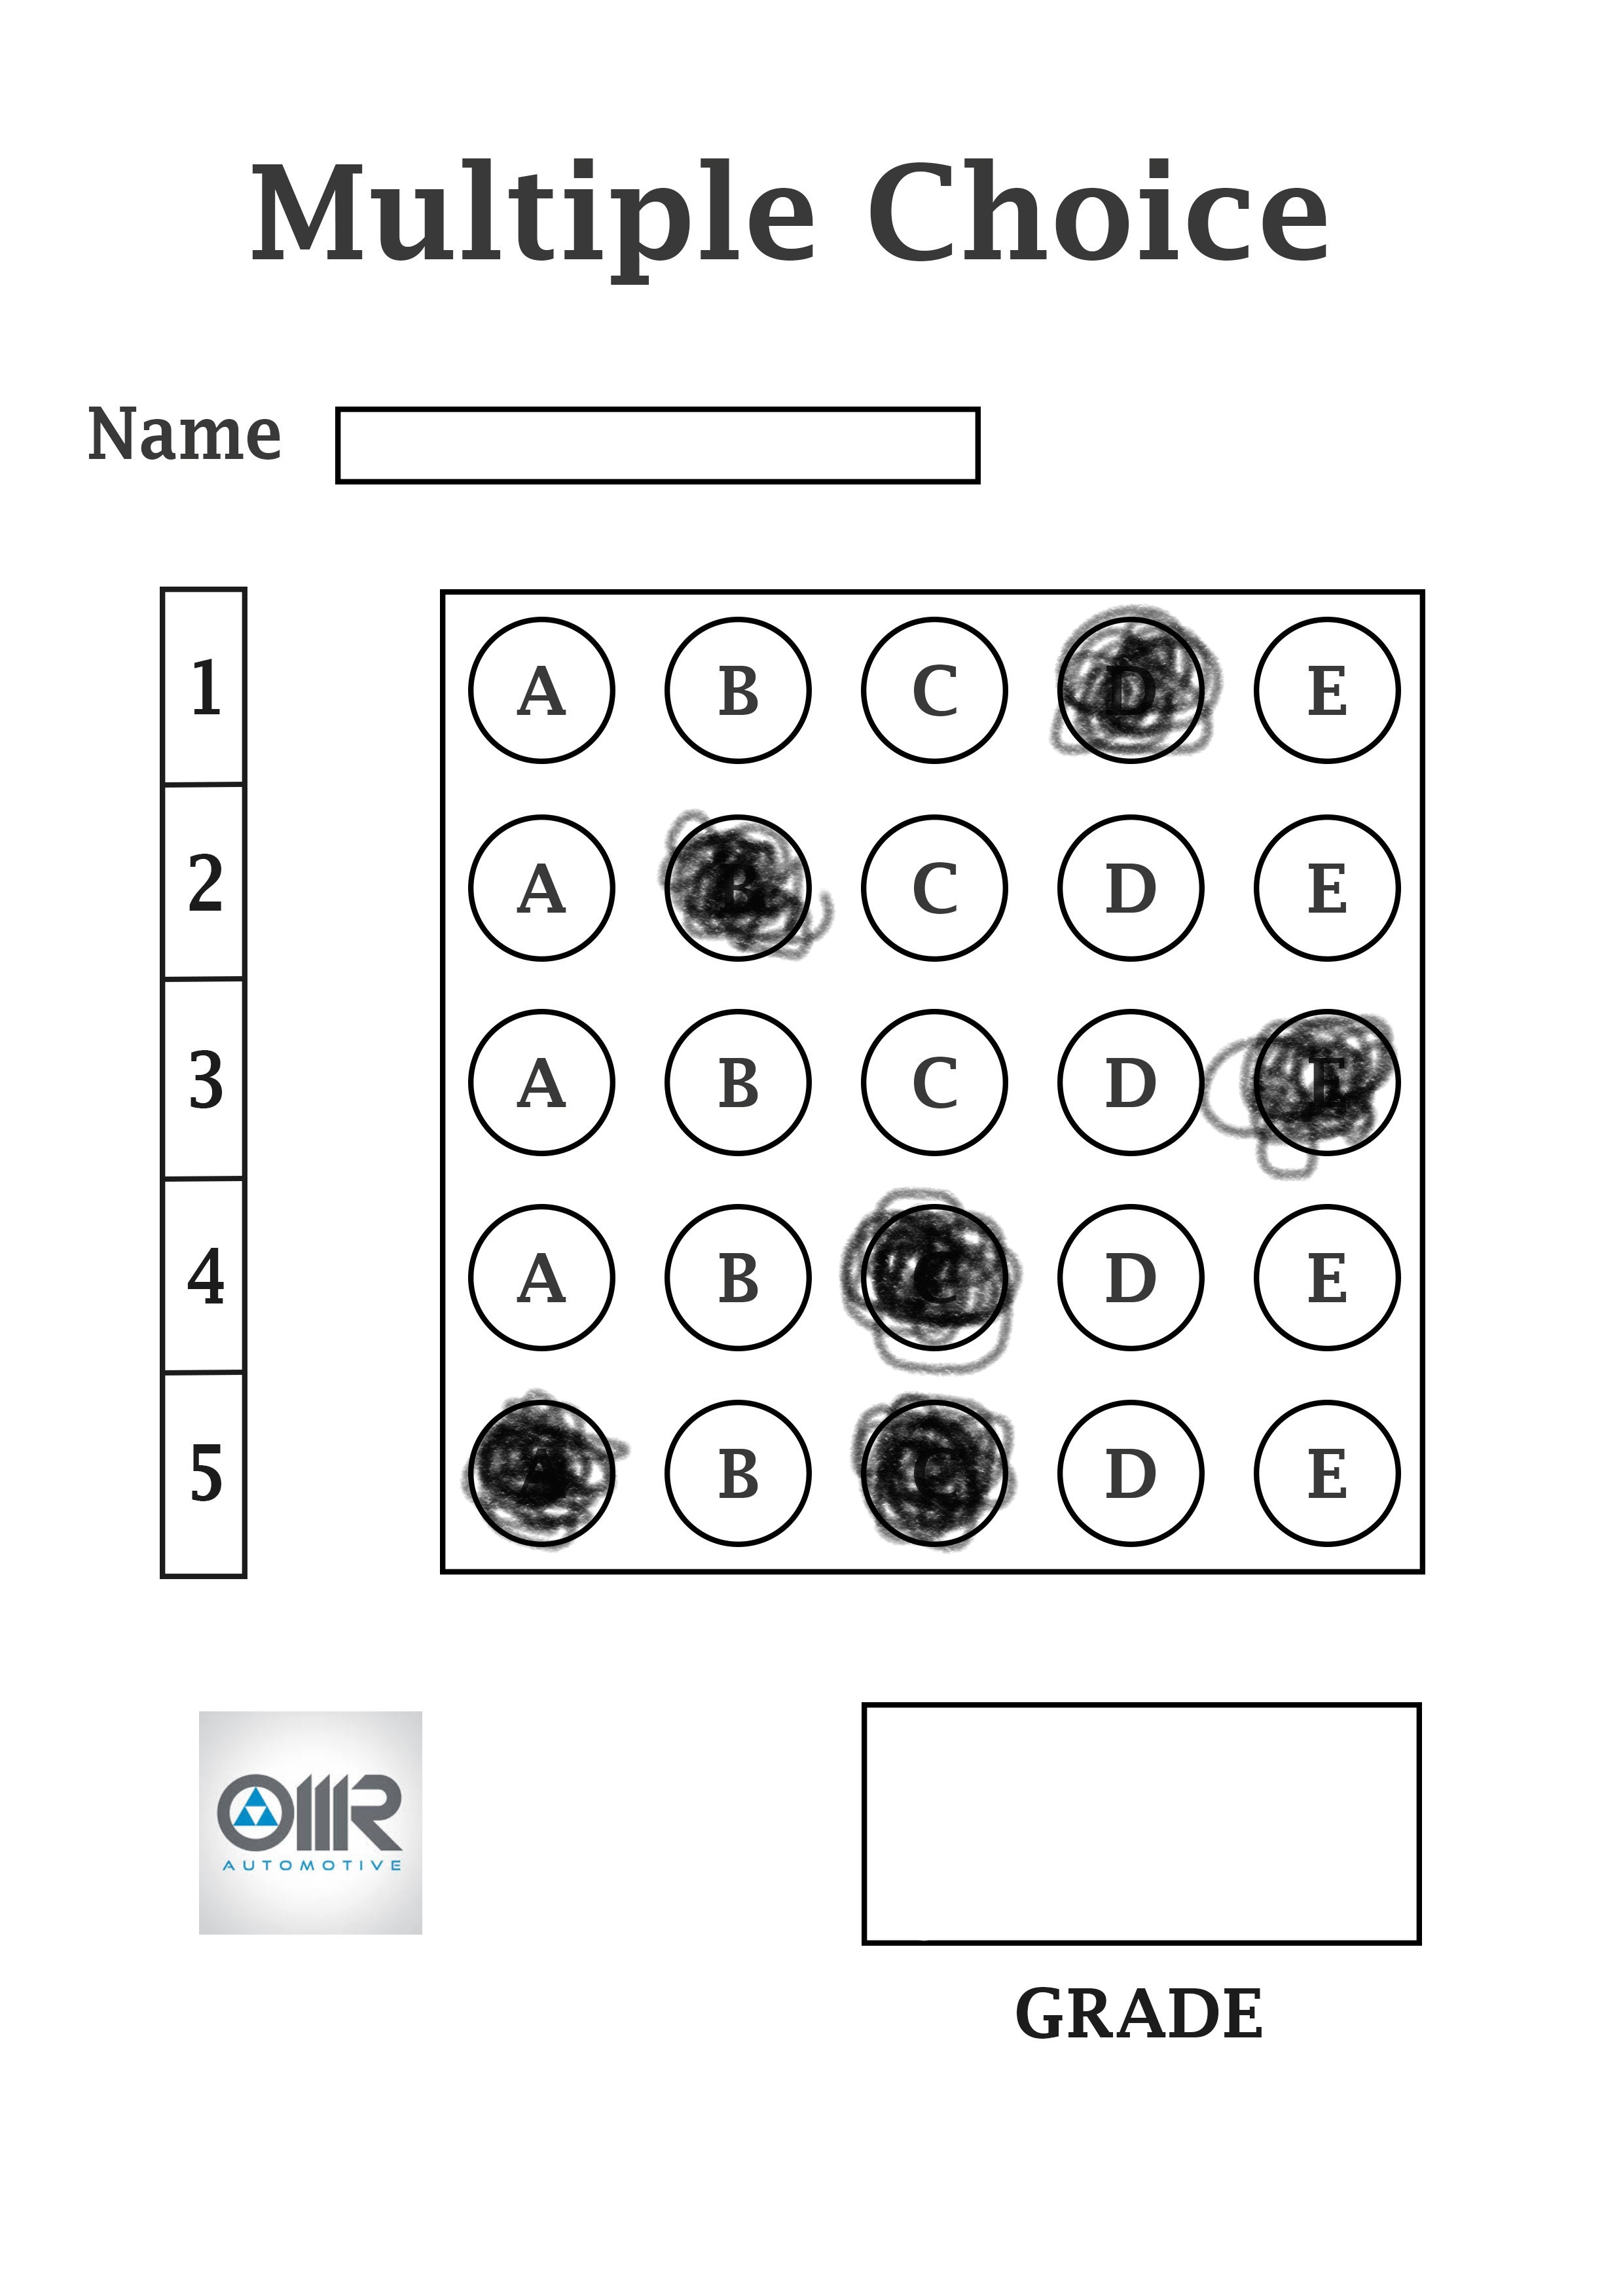 Multiple Choice
Name
1 A B C D E
2 A B C D E
3 A B C D E
4 A B C D E
5 A B C D E
OMR
AUTOMOTIVE
GRADE